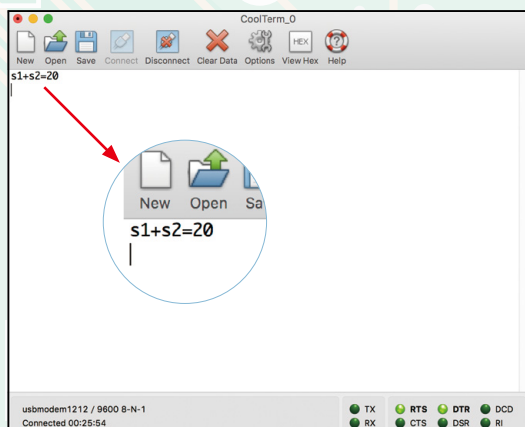 CoolTerm_0
New Open Save Connect Disconnect Clear Data Options View Hex Help
HEX
s1+s2=20
New Open Sa
s1+s2=20
usbmodem1212 / 9600 8-N-1
Connected 00:25:54
TX RTS DTR DCD
RX CTS DSR RI